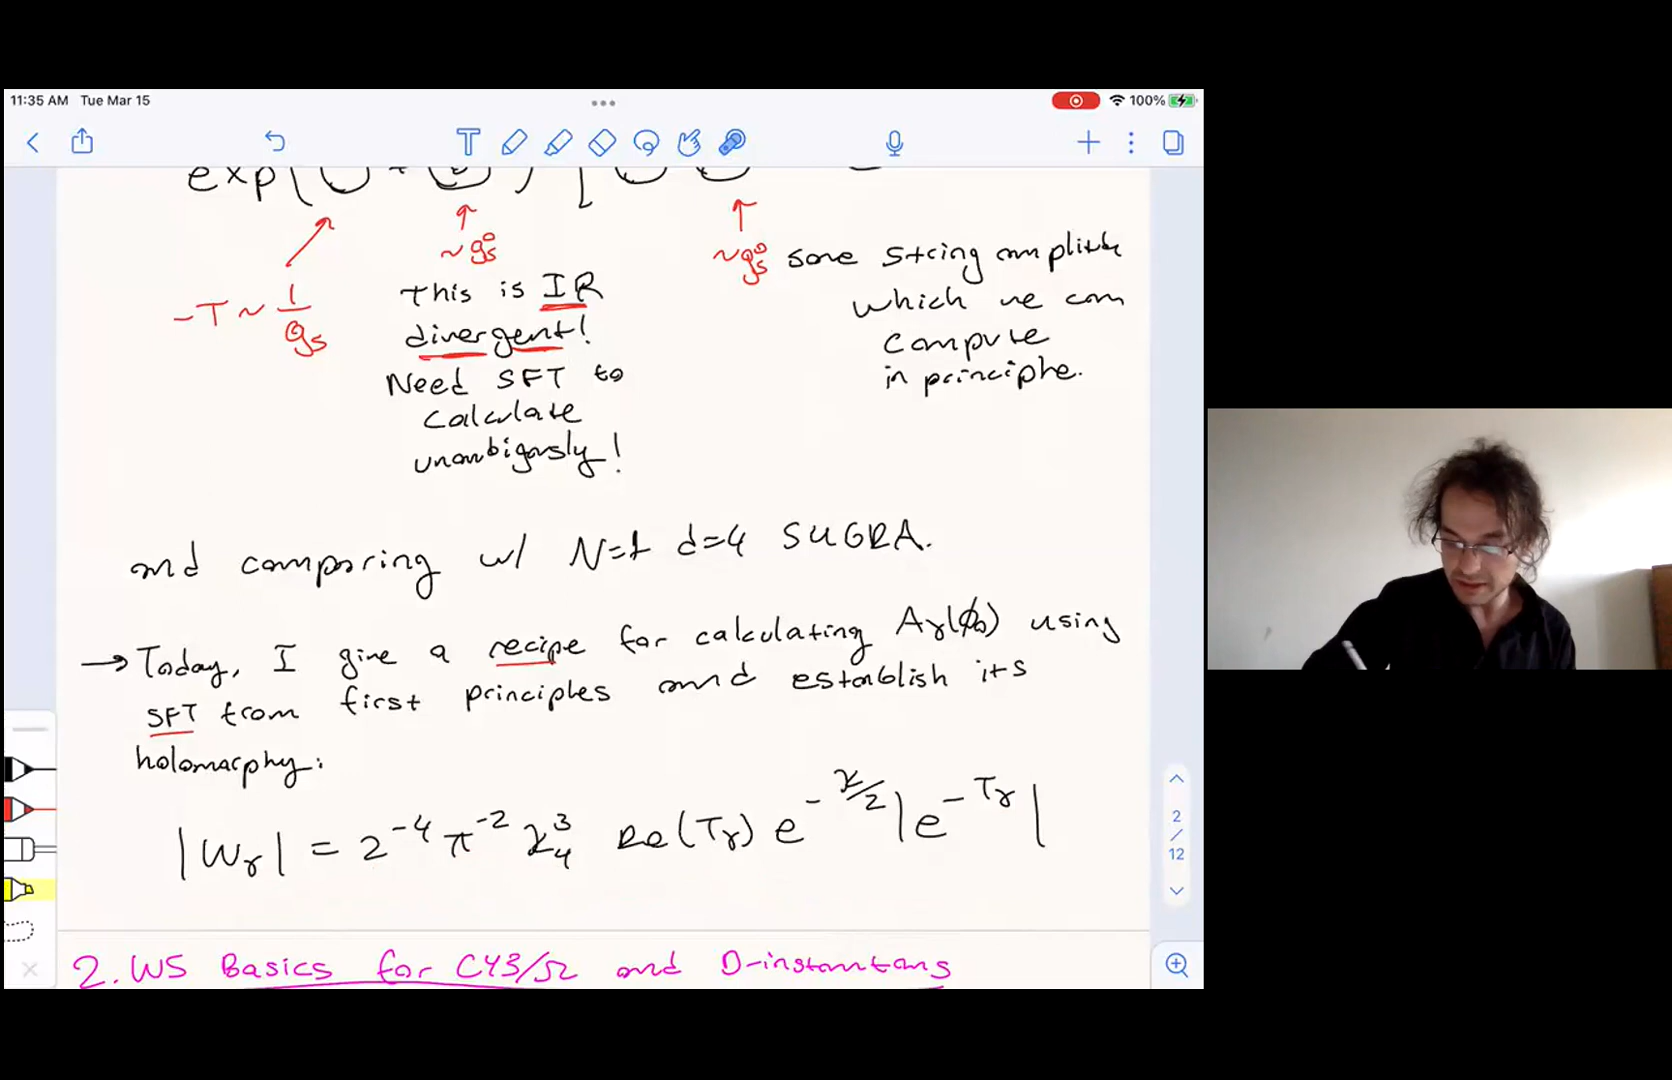 11:35 AM Tue Mar 15
100%
exp(
~g_s^0
~g_s^0 some string amplitude
-T ~ 1/g_s
This is IR
divergent!
which we can
compute
in principle.
Need SFT to
calculate
unambigously!
and comparing w/ N=1 d=4 SUGRA.
→ Today, I give a recipe for calculating A_γ(φ_0) using
SFT from first principles and establish its
holomorphy:
|W_γ| = 2^{-4} π^{-2} κ_4^3 Re(T_γ) e^{-K/2} |e^{-T_γ}|
2
/
12
2. WS Basics for CY3/Ω and D-instantons